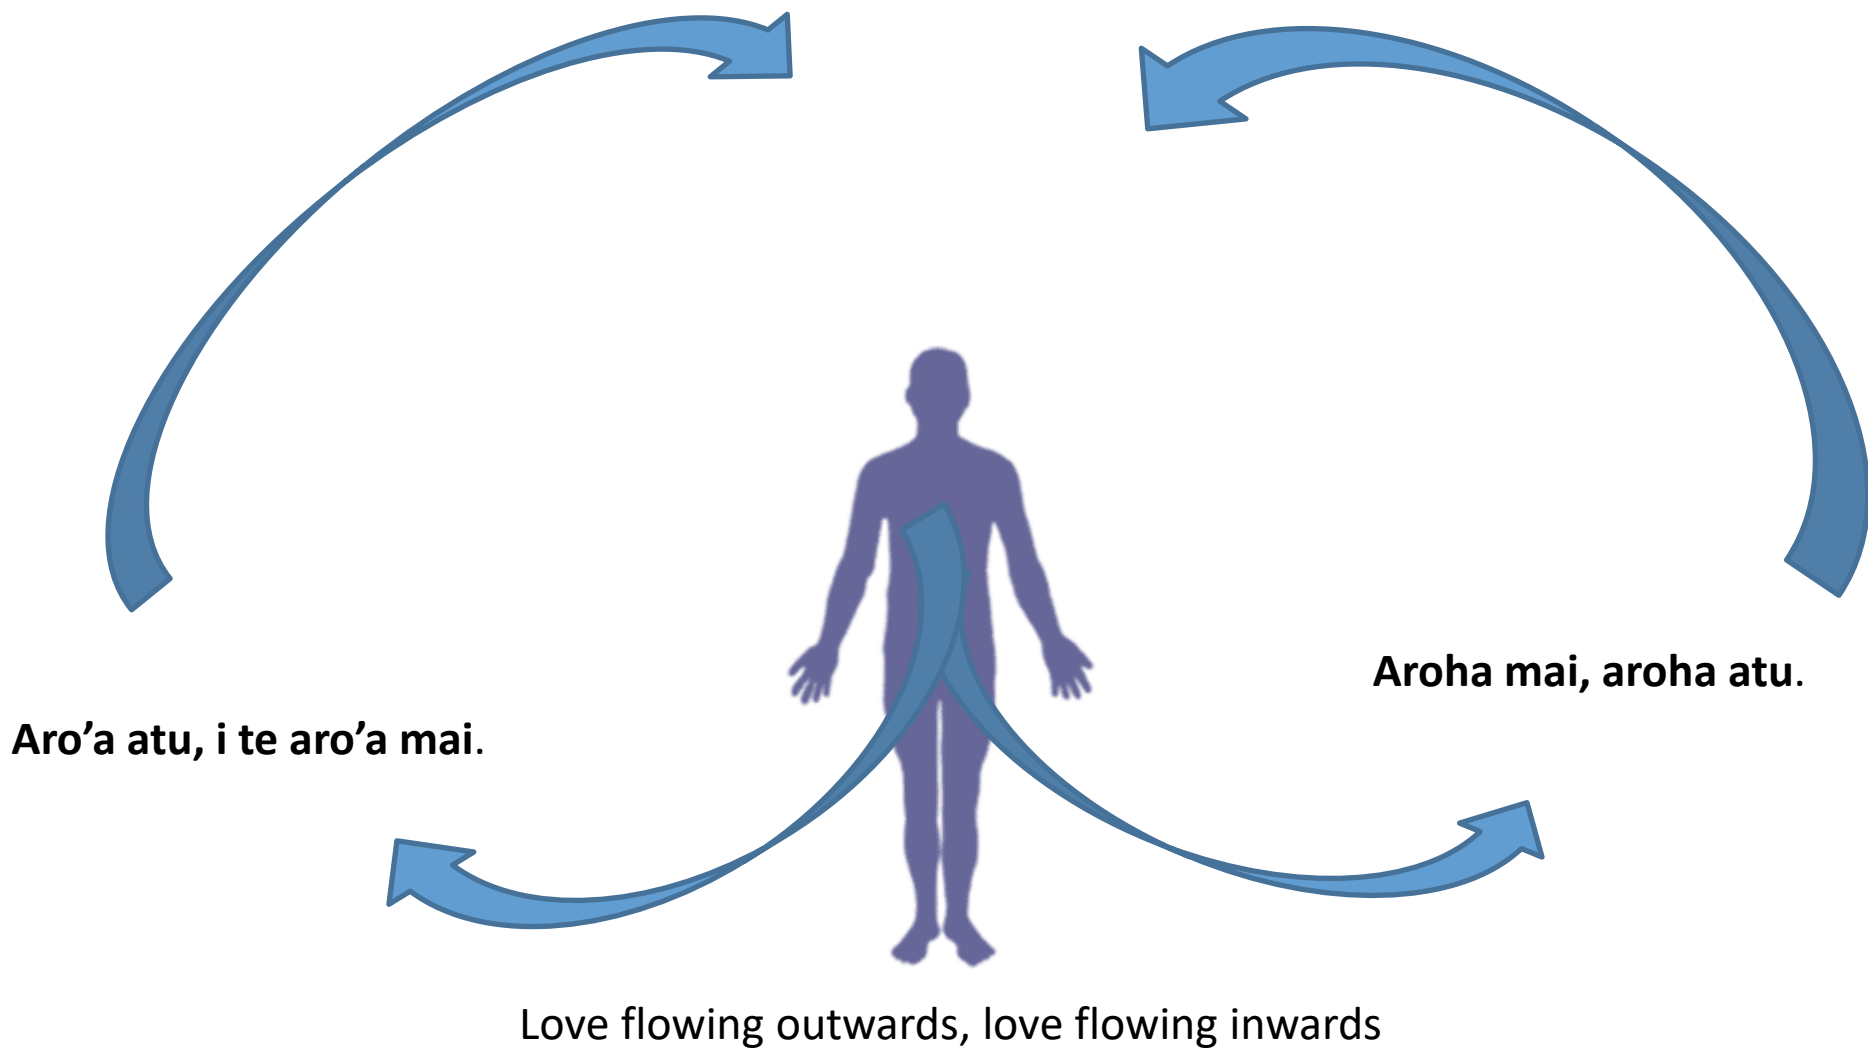 Aroha mai, aroha atu.
Aro’a atu, i te aro’a mai.
Love flowing outwards, love flowing inwards